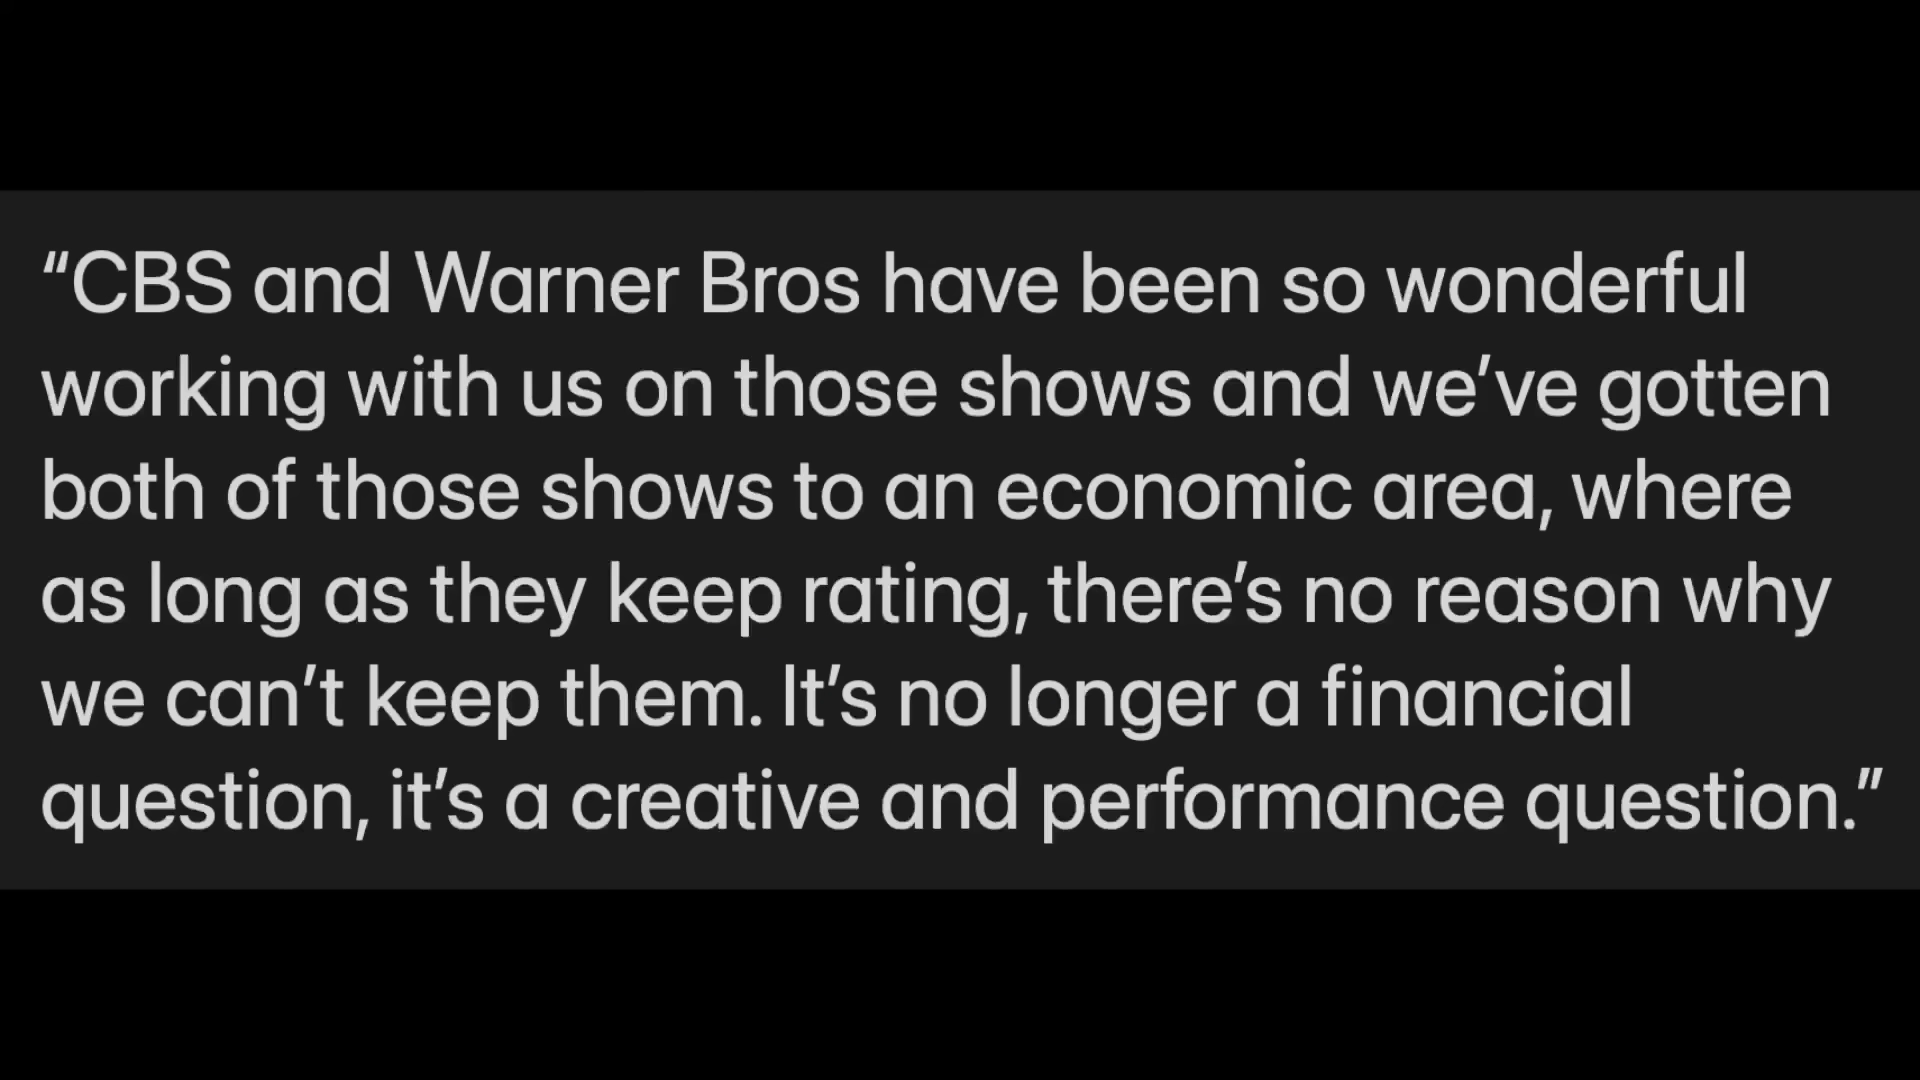 “CBS and Warner Bros have been so wonderful
working with us on those shows and we’ve gotten
both of those shows to an economic area, where
as long as they keep rating, there’s no reason why
we can’t keep them. It’s no longer a financial
question, it’s a creative and performance question.”